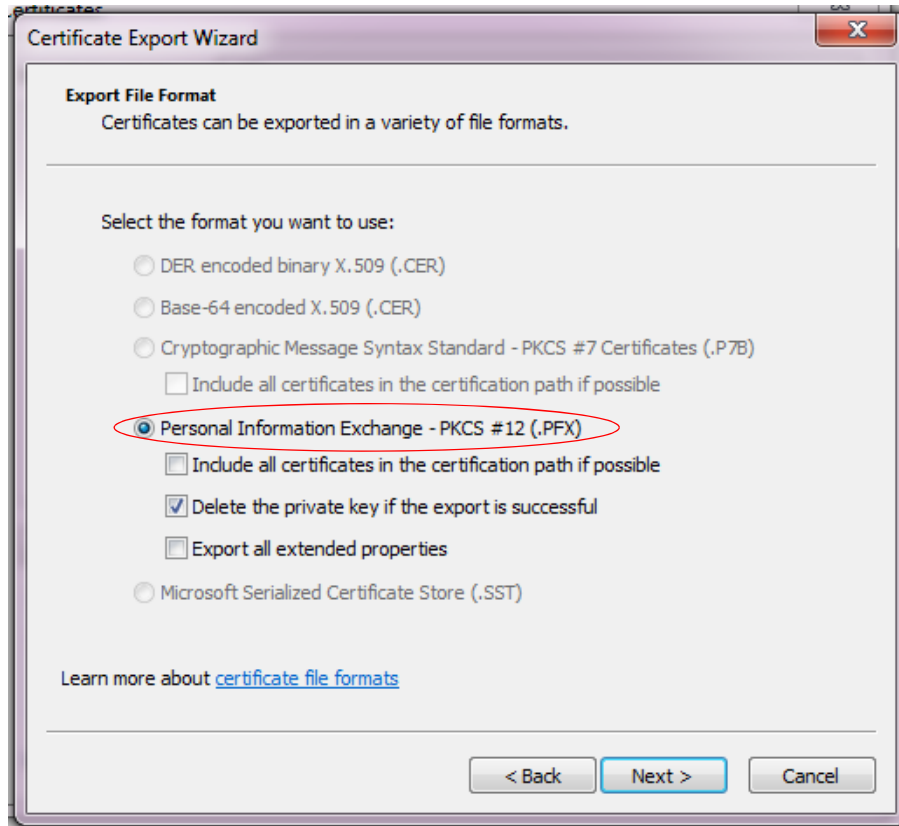 ertificates
Certificate Export Wizard
Export File Format
Certificates can be exported in a variety of file formats.
Select the format you want to use:
DER encoded binary X.509 (.CER)
Base-64 encoded X.509 (.CER)
Cryptographic Message Syntax Standard - PKCS #7 Certificates (.P7B)
Include all certificates in the certification path if possible
Personal Information Exchange - PKCS #12 (.PFX)
Include all certificates in the certification path if possible
Delete the private key if the export is successful
Export all extended properties
Microsoft Serialized Certificate Store (.SST)
Learn more about certificate file formats
< Back Next > Cancel